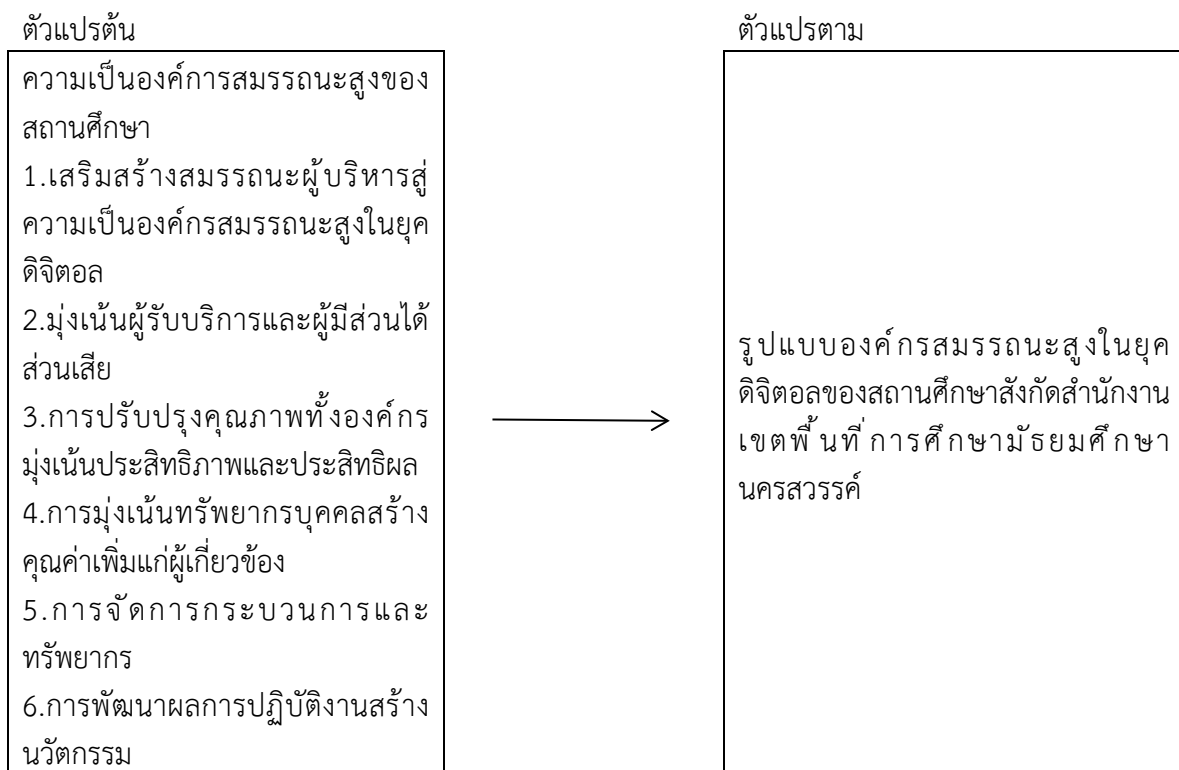 ตัวแปรต้น
ความเป็นองค์การสมรรถนะสูงของ
สถานศึกษา
1.เสริมสร้างสมรรถนะผู้บริหารสู่
ความเป็นองค์กรสมรรถนะสูงในยุค
ดิจิตอล
2.มุ่งเน้นผู้รับบริการและผู้มีส่วนได้
ส่วนเสีย
3.การปรับปรุงคุณภาพทั้งองค์กร
มุ่งเน้นประสิทธิภาพและประสิทธิผล
4.การมุ่งเน้นทรัพยากรบุคคลสร้าง
คุณค่าเพิ่มแก่ผู้เกี่ยวข้อง
5.การจัดการกระบวนการและ
ทรัพยากร
6.การพัฒนาผลการปฏิบัติงานสร้าง
นวัตกรรม
ตัวแปรตาม
รูปแบบองค์กรสมรรถนะสูงในยุค
ดิจิตอลของสถานศึกษาสังกัดสำนักงาน
เขตพื้นที่การศึกษามัธยมศึกษา
นครสวรรค์